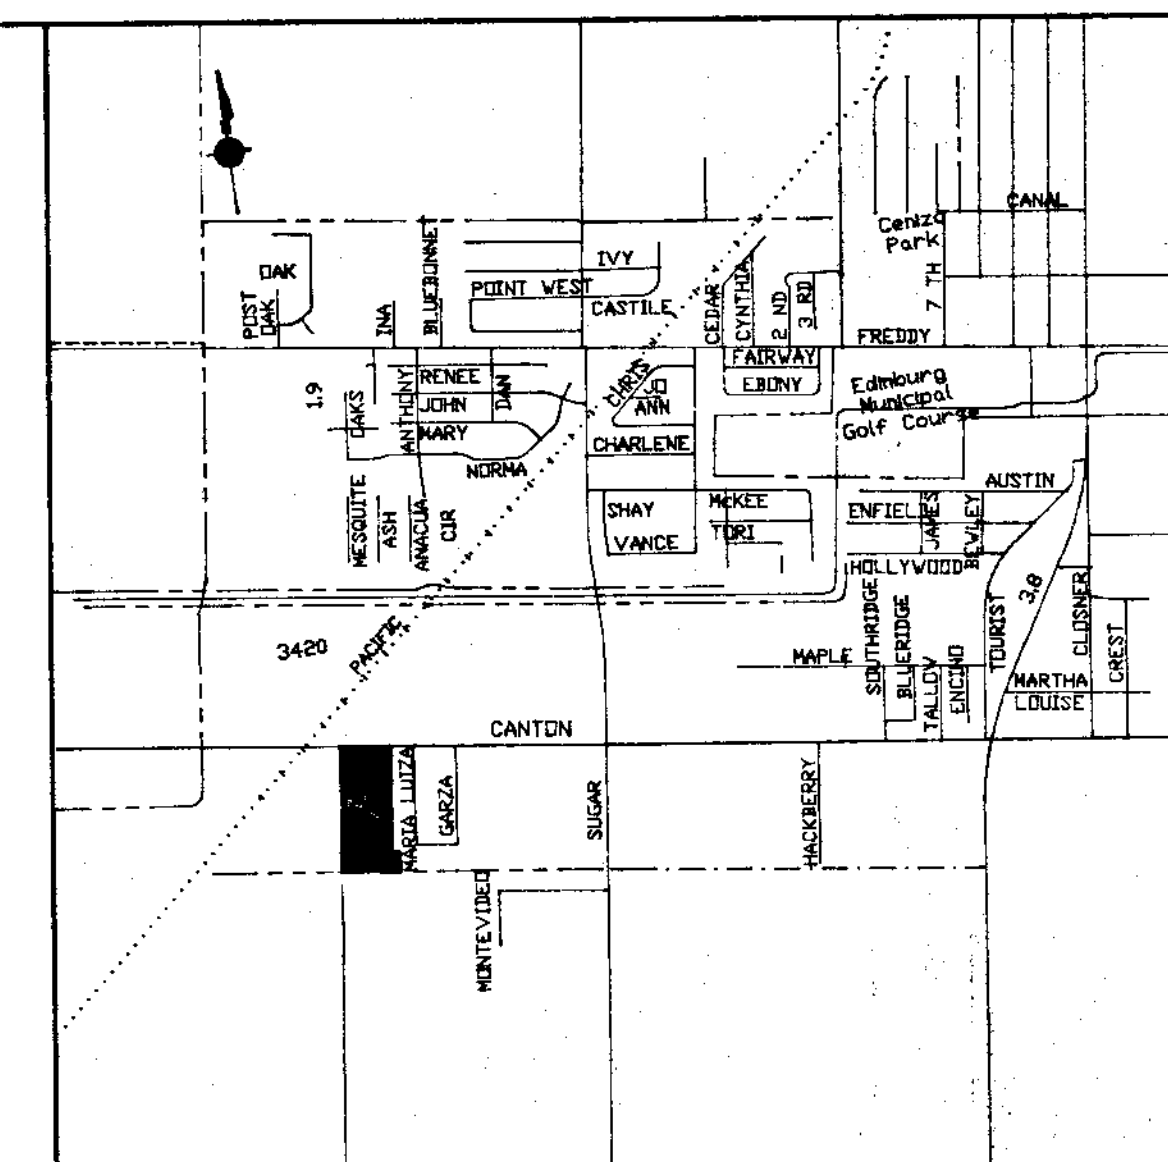 CANAL
Ceniza
Park
7 TH
IVY
OAK
POST
OAK
INA
BLUEBONNET
POINT WEST
CASTILE
CEDAR
CYNTHIA
2 ND
3 RD
FREDDY
FAIRWAY
EBONY
Edinburg
Municipal
Golf Course
CHRIS
ANN
CHARLENE
RENEE
DAN
ANTHONY
JOHN
MARY
NORMA
1.9
OAKS
MESQUITE
ASH
ANACUA
CIR
SHAY
VANCE
McKEE
TORI
AUSTIN
ENFIELD
JAMES
BEWLEY
HOLLYWOOD
3420
PACIFIC
MAPLE
SOUTHRIDGE
BLUERIDGE
TALLOW
ENCINO
TOURIST
3.8
CLOSNER
CREST
MARTHA
LOUISE
CANTON
MARIA LUIZA
GARZA
SUGAR
HACKBERRY
MONTEVIDEO